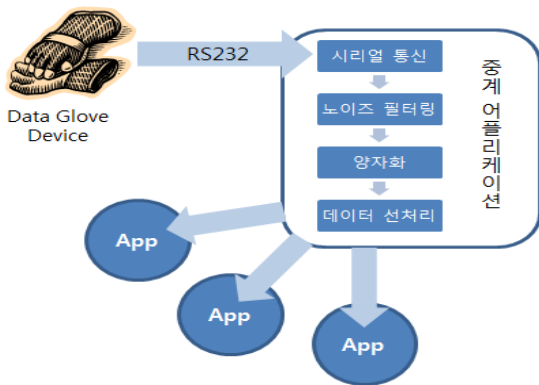 RS232
Data Glove
Device
시리얼 통신
노이즈 필터링
양자화
데이터 선처리
중계 어플리케이션
App
App
App